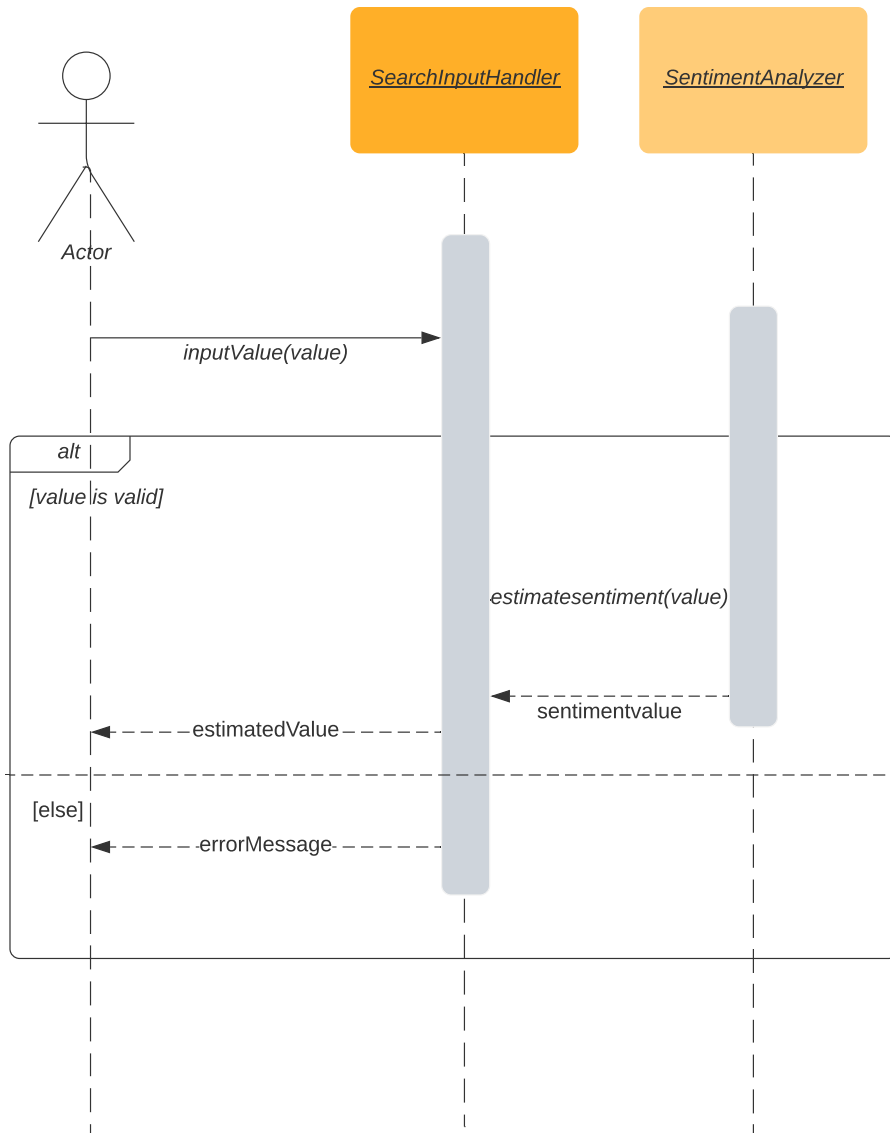 SearchInputHandler
SentimentAnalyzer
Actor
inputValue(value)
alt
[value is valid]
estimatesentiment(value)
sentimentvalue
estimatedValue
[else]
errorMessage